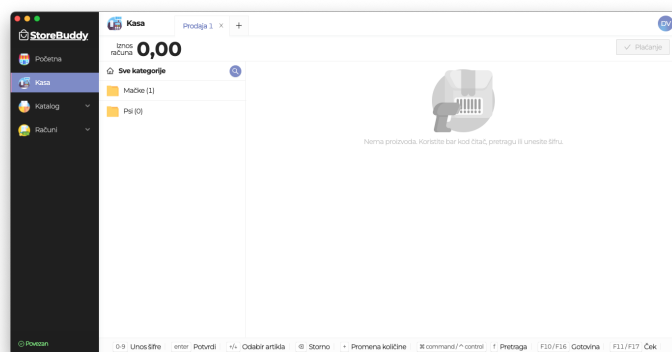 StoreBuddy
Početna
Kasa
Katalog
Računi
Povezan
Kasa
Prodaja 1 × +
DV
Iznos računa 0,00
Plaćanje
Sve kategorije
Mačke (1)
Psi (0)
Nema proizvoda. Koristite bar kod čitač, pretragu ili unesite šifru.
0-9 Unos šifre enter Potvrdi Odabir artikla Storno Promena količine ⌘ command / ^ control f Pretraga F10/F16 Gotovina F11/F17 Ček